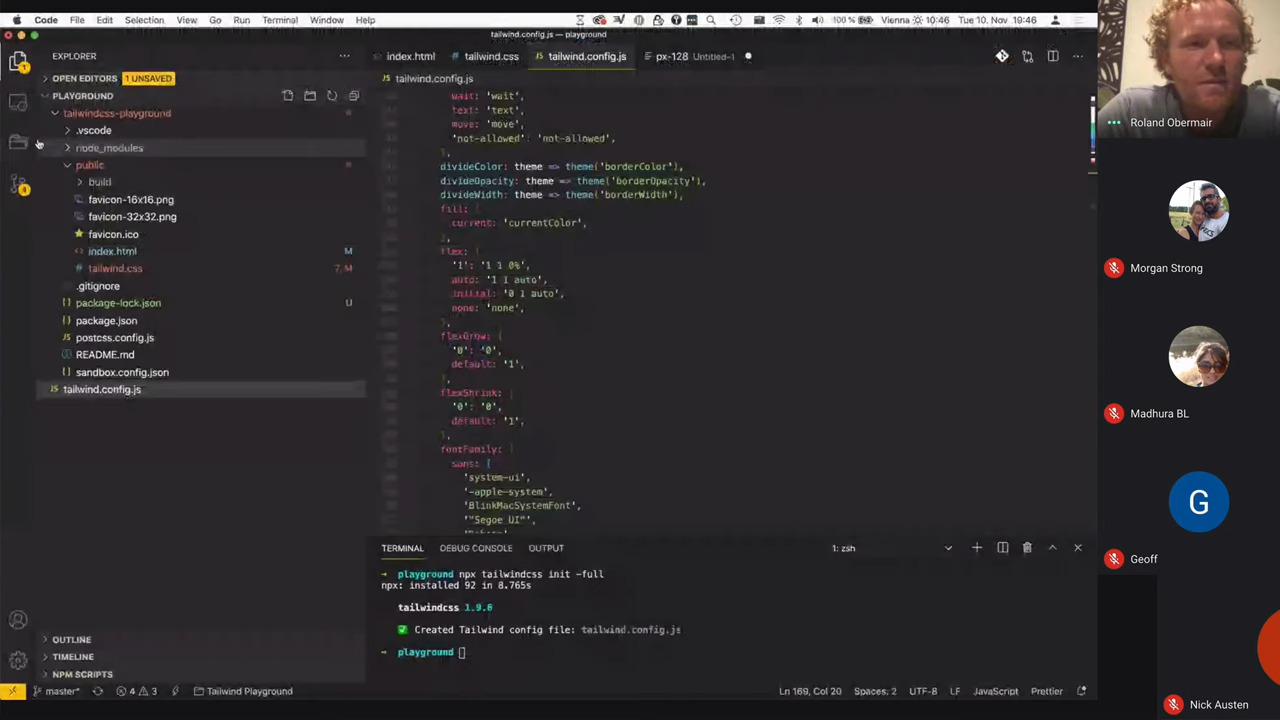 Code File Edit Selection View Go Run Terminal Window Help
100 % Vienna 10:46 Tue 10. Nov. 19:46
tailwind.config.js — playground
EXPLORER
OPEN EDITORS 1 UNSAVED
PLAYGROUND
tailwindcss-playground
.vscode
node_modules
public
build
favicon-16x16.png
favicon-32x32.png
favicon.ico
index.html M
tailwind.css 7, M
.gitignore
package-lock.json U
package.json
postcss.config.js
README.md
sandbox.config.json
tailwind.config.js
OUTLINE
TIMELINE
NPM SCRIPTS
index.html tailwind.css tailwind.config.js px-128 Untitled-1
tailwind.config.js
wait: 'wait',
text: 'text',
move: 'move',
'not-allowed': 'not-allowed',
},
divideColor: theme => theme('borderColor'),
divideOpacity: theme => theme('borderOpacity'),
divideWidth: theme => theme('borderWidth'),
fill: {
current: 'currentColor',
},
flex: {
'1': '1 1 0%',
auto: '1 1 auto',
initial: '0 1 auto',
none: 'none',
},
flexGrow: {
'0': '0',
default: '1',
},
flexShrink: {
'0': '0',
default: '1',
},
fontFamily: {
sans: [
'system-ui',
'-apple-system',
'BlinkMacSystemFont',
'"Segoe UI"',
TERMINAL DEBUG CONSOLE OUTPUT 1: zsh
→ playground npx tailwindcss init -full
npx: installed 92 in 8.765s
tailwindcss 1.9.6
✅ Created Tailwind config file: tailwind.config.js
→ playground
master* 4 3 Tailwind Playground Ln 169, Col 20 Spaces: 2 UTF-8 LF JavaScript Prettier
Roland Obermair
Morgan Strong
Madhura BL
G
Geoff
Nick Austen